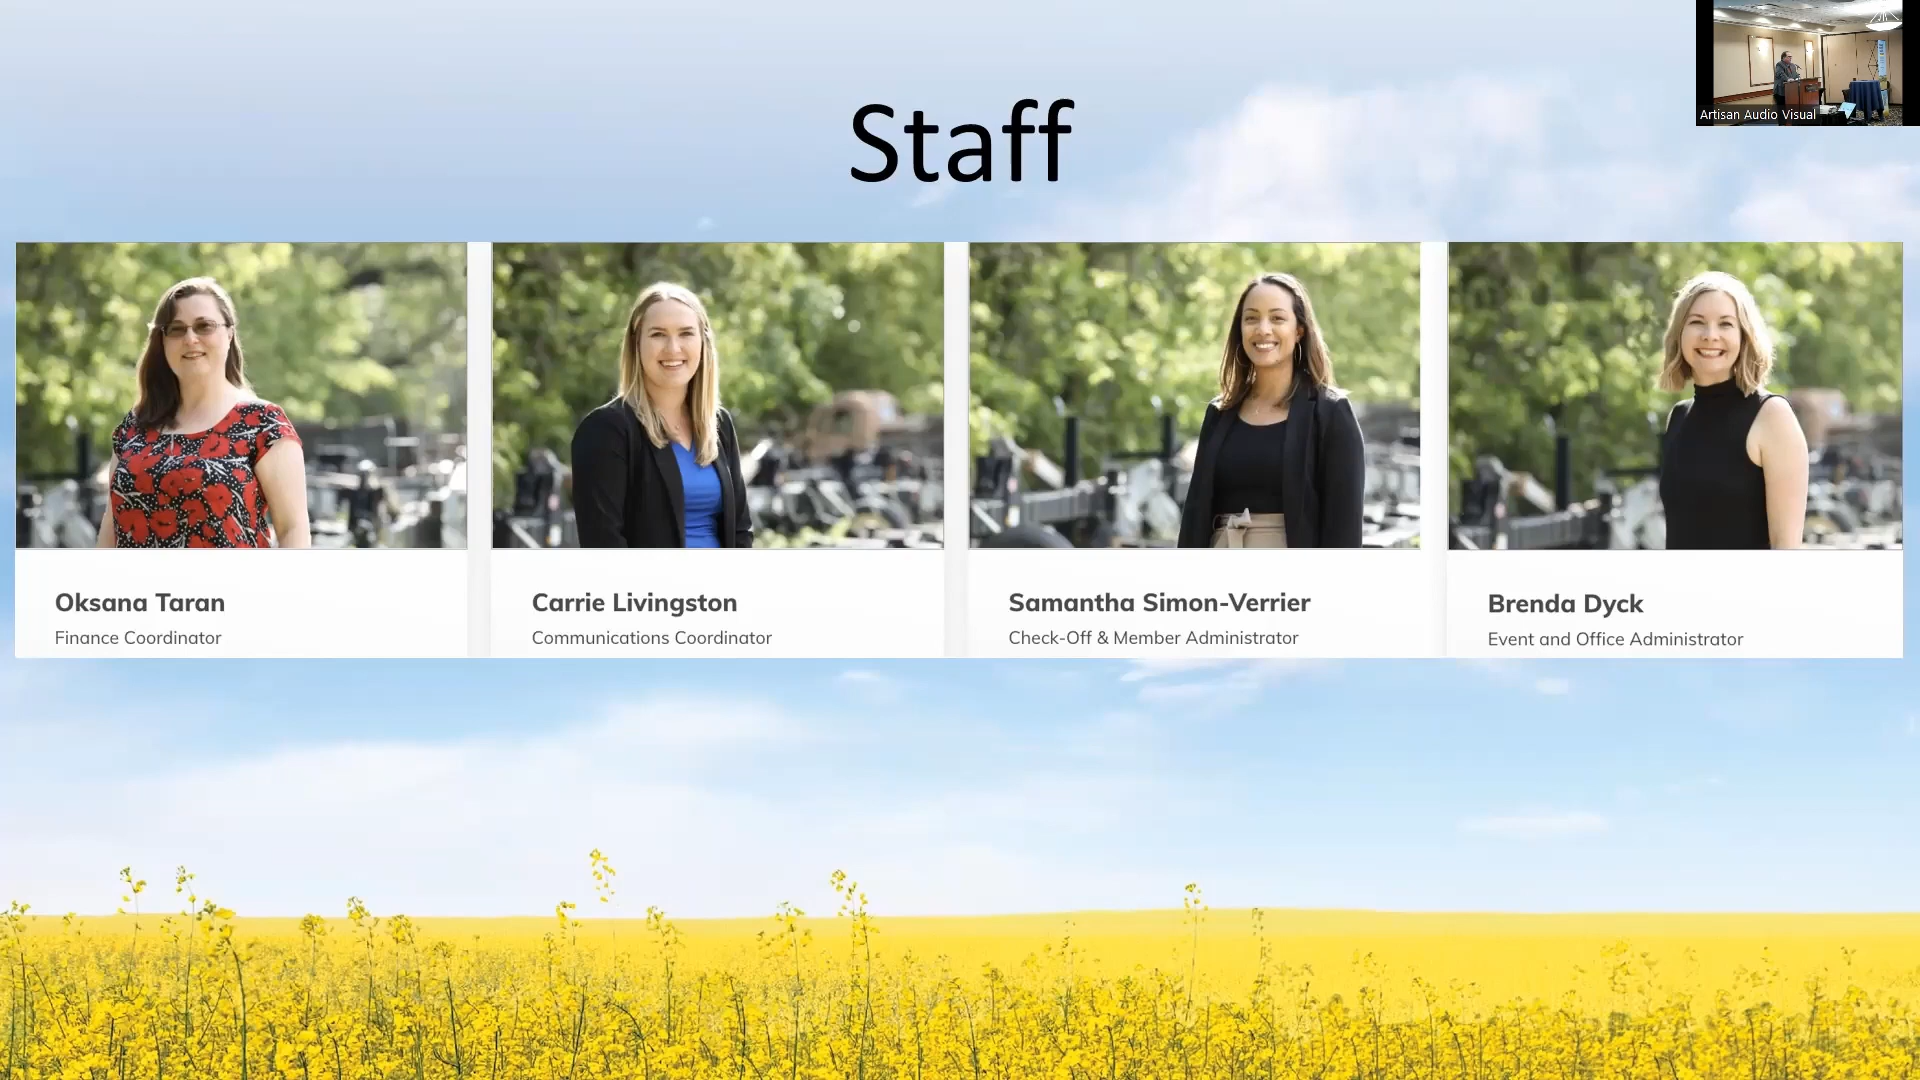 Staff
Artisan Audio Visual
Oksana Taran
Finance Coordinator
Carrie Livingston
Communications Coordinator
Samantha Simon-Verrier
Check-Off & Member Administrator
Brenda Dyck
Event and Office Administrator